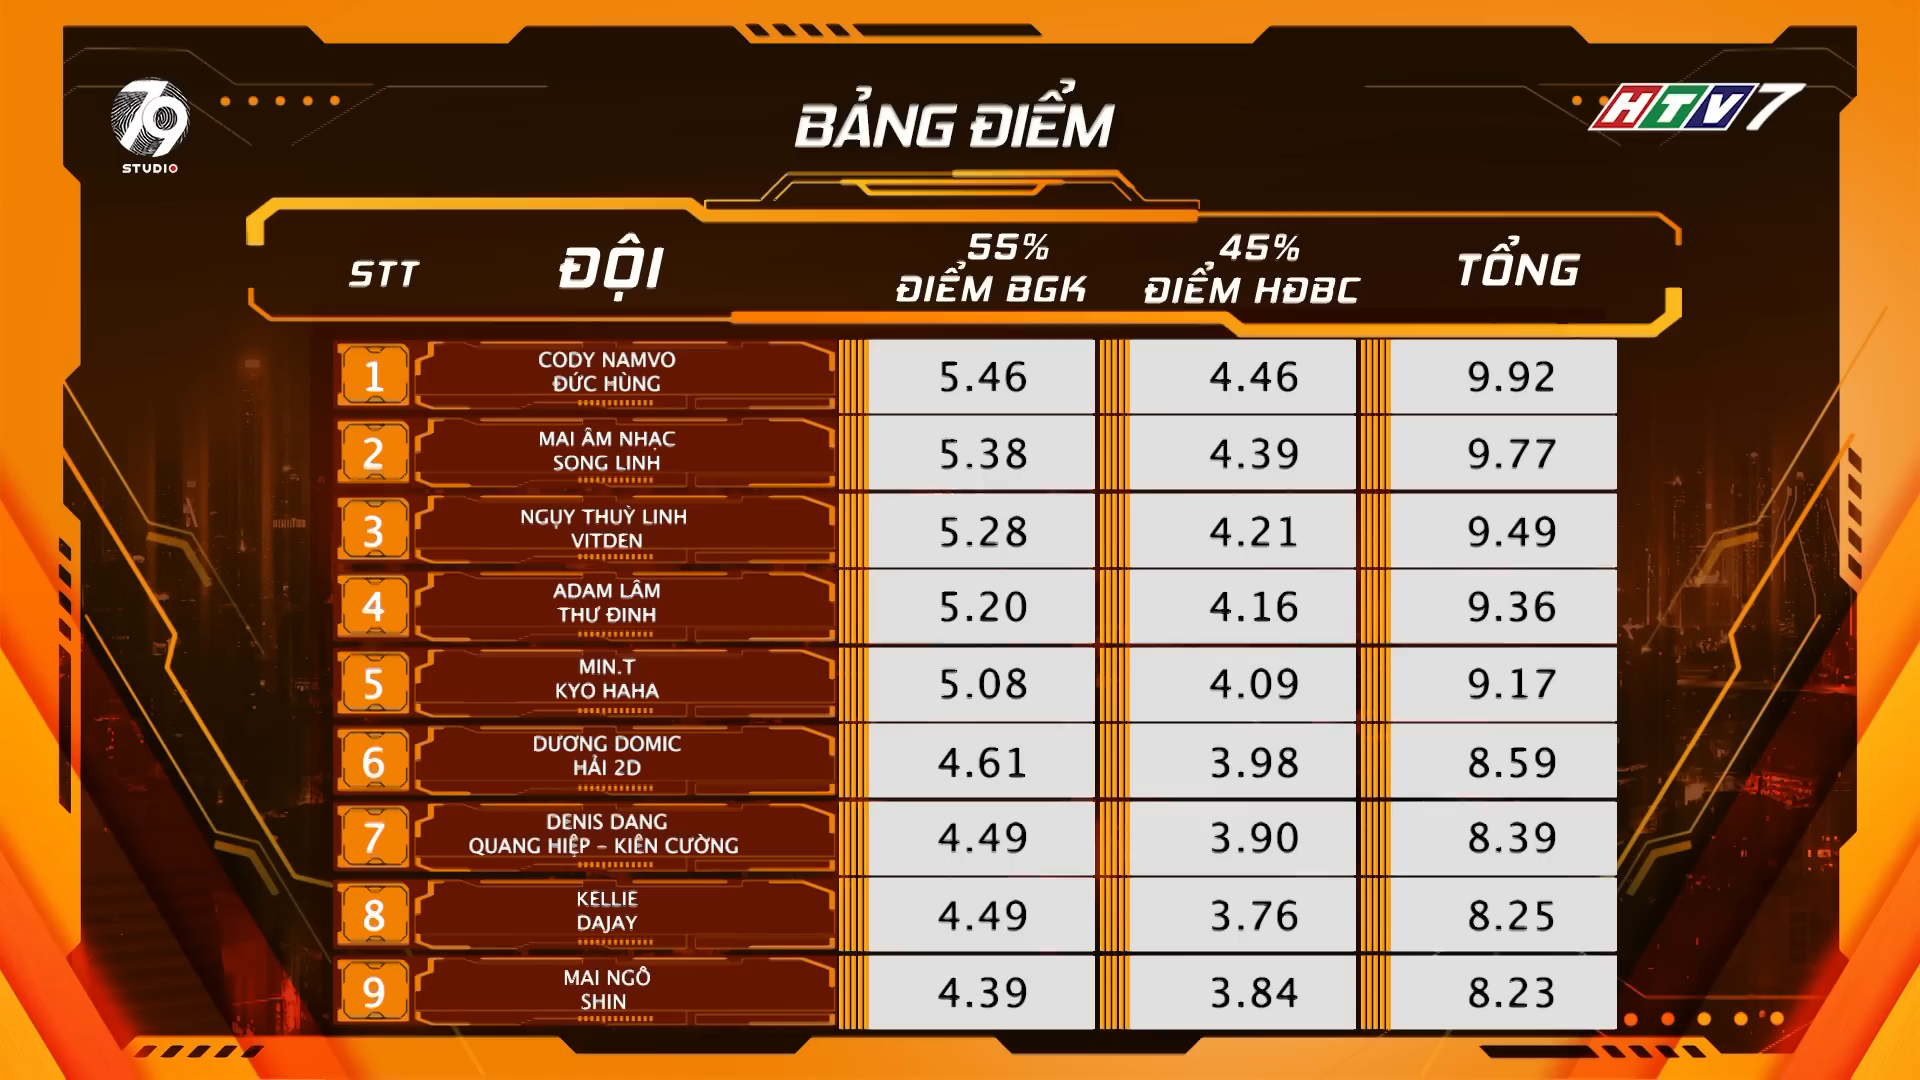 79
STUDIO
BẢNG ĐIỂM
HTV7
STT
ĐỘI
55%
ĐIỂM BGK
45%
ĐIỂM HĐBC
TỔNG
1
CODY NAMVO
ĐỨC HÙNG
5.46
4.46
9.92
2
MAI ÂM NHẠC
SONG LINH
5.38
4.39
9.77
3
NGỤY THUỲ LINH
VITDEN
5.28
4.21
9.49
4
ADAM LÂM
THƯ ĐINH
5.20
4.16
9.36
5
MIN.T
KYO HAHA
5.08
4.09
9.17
6
DƯƠNG DOMIC
HẢI 2D
4.61
3.98
8.59
7
DENIS DANG
QUANG HIỆP – KIÊN CƯỜNG
4.49
3.90
8.39
8
KELLIE
DAJAY
4.49
3.76
8.25
9
MAI NGÔ
SHIN
4.39
3.84
8.23